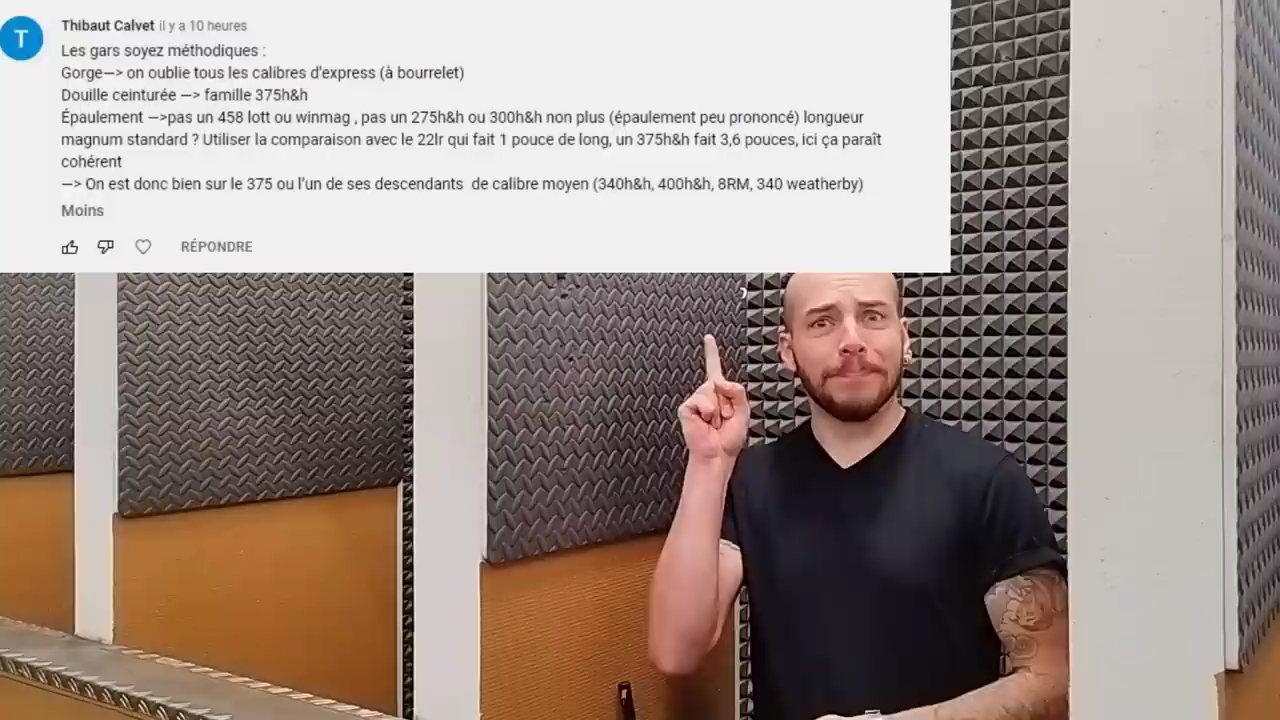 T
Thibaut Calvet il y a 10 heures
Les gars soyez méthodiques :
Gorge—> on oublie tous les calibres d'express (à bourrelet)
Douille ceinturée —> famille 375h&h
Épaulement —>pas un 458 lott ou winmag , pas un 275h&h ou 300h&h non plus (épaulement peu prononcé) longueur
magnum standard ? Utiliser la comparaison avec le 22lr qui fait 1 pouce de long, un 375h&h fait 3,6 pouces, ici ça paraît
cohérent
—> On est donc bien sur le 375 ou l'un de ses descendants de calibre moyen (340h&h, 400h&h, 8RM, 340 weatherby)
Moins
RÉPONDRE